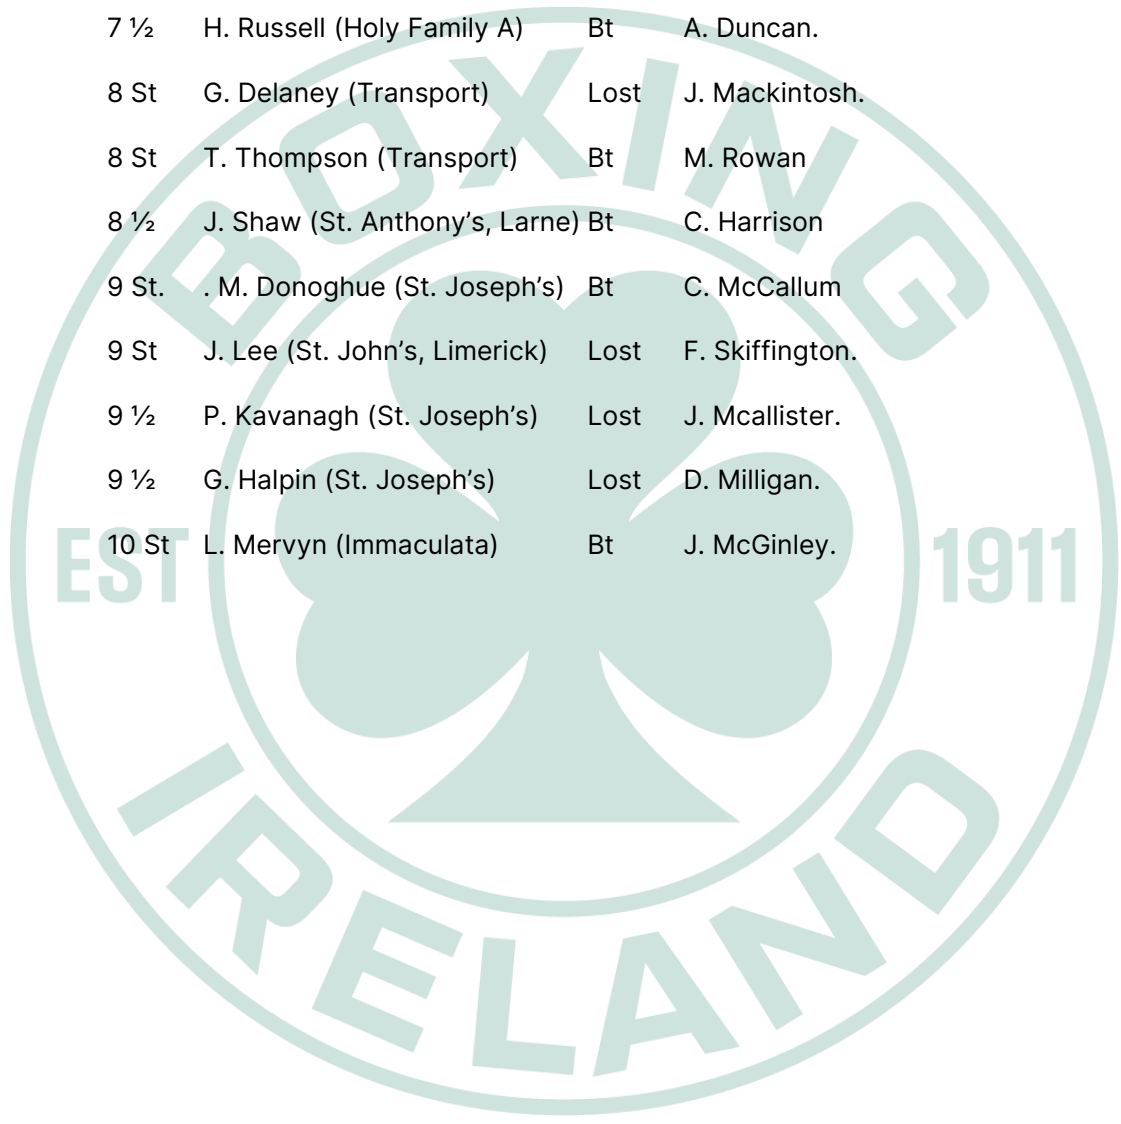 7 ½ H. Russell (Holy Family A) Bt A. Duncan.
8 St G. Delaney (Transport) Lost J. Mackintosh.
8 St T. Thompson (Transport) Bt M. Rowan
8 ½ J. Shaw (St. Anthony’s, Larne) Bt C. Harrison
9 St. . M. Donoghue (St. Joseph’s) Bt C. McCallum
9 St J. Lee (St. John’s, Limerick) Lost F. Skiffington.
9 ½ P. Kavanagh (St. Joseph’s) Lost J. Mcallister.
9 ½ G. Halpin (St. Joseph’s) Lost D. Milligan.
10 St L. Mervyn (Immaculata) Bt J. McGinley.
BOXING
EST 1911
IRELAND